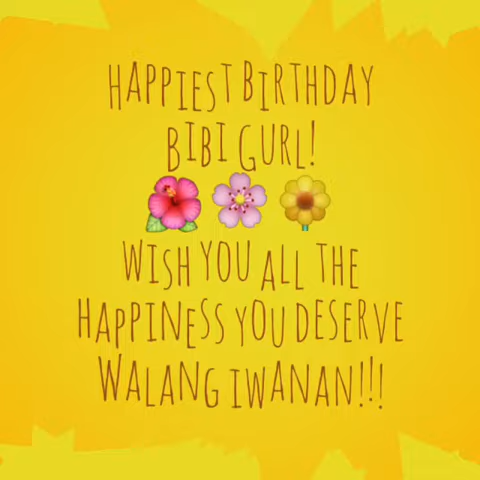 HAPPIEST BIRTHDAY
BIBI GURL!
🌺🌸🌼
WISH YOU ALL THE
HAPPINESS YOU DESERVE
WALANG IWANAN!!!